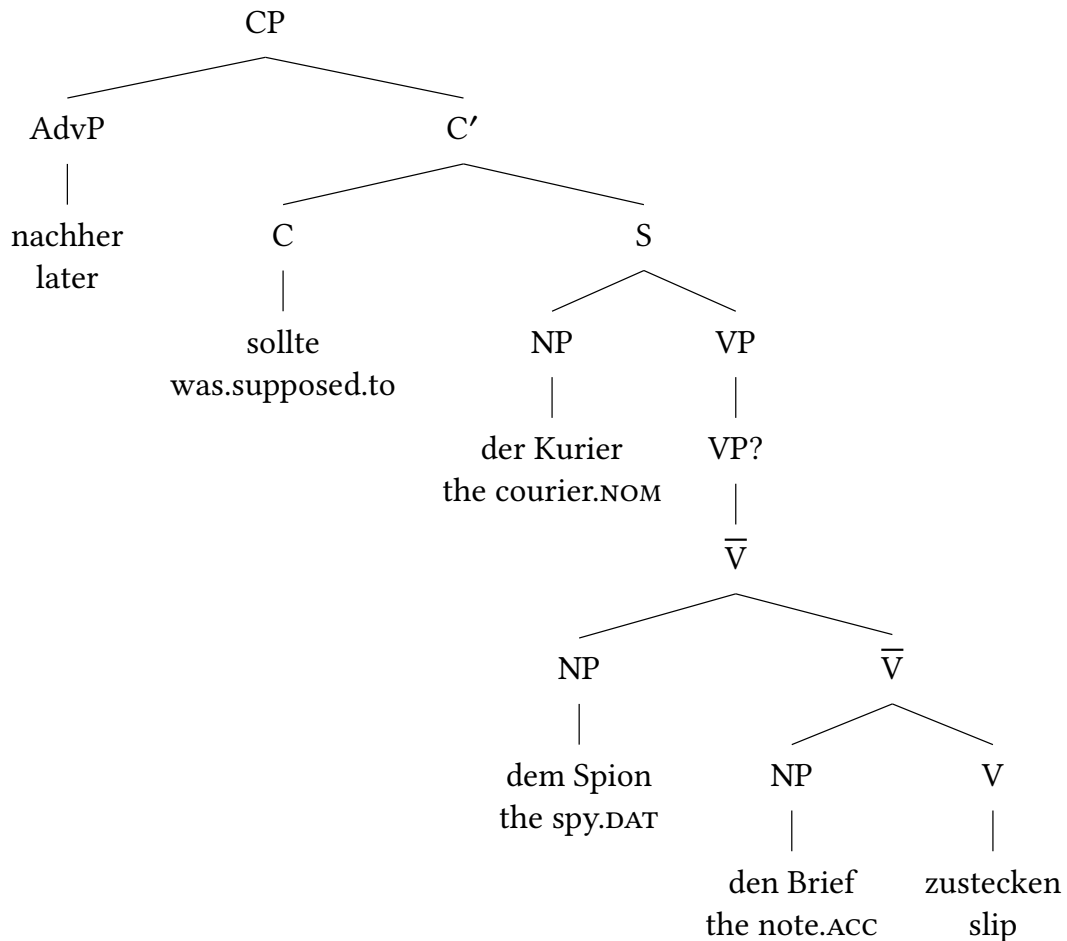 CP
AdvP C′
nachher C S
later
sollte NP VP
was.supposed.to
der Kurier VP?
the courier.NOM
V̅
NP V̅
dem Spion NP V
the spy.DAT
den Brief zustecken
the note.ACC slip